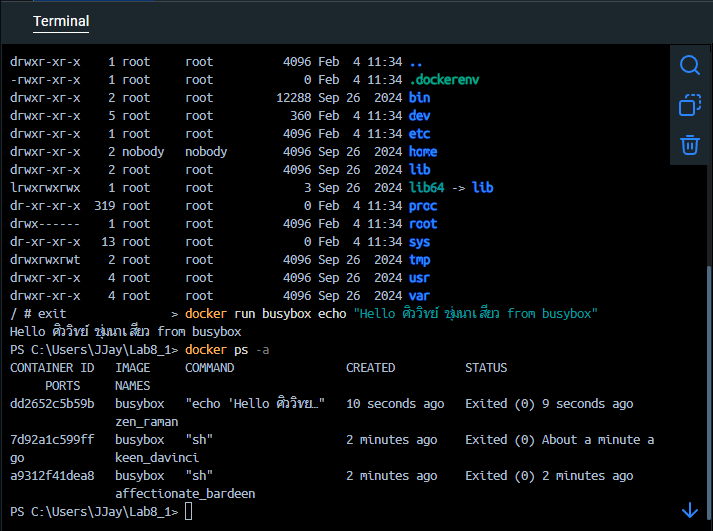 Terminal
drwxr-xr-x 1 root root 4096 Feb 4 11:34 ..
-rwxr-xr-x 1 root root 0 Feb 4 11:34 .dockerenv
drwxr-xr-x 2 root root 12288 Sep 26 2024 bin
drwxr-xr-x 5 root root 360 Feb 4 11:34 dev
drwxr-xr-x 1 root root 4096 Feb 4 11:34 etc
drwxr-xr-x 2 nobody nobody 4096 Sep 26 2024 home
drwxr-xr-x 2 root root 4096 Sep 26 2024 lib
lrwxrwxrwx 1 root root 3 Sep 26 2024 lib64 -> lib
dr-xr-xr-x 319 root root 0 Feb 4 11:34 proc
drwx------ 1 root root 4096 Feb 4 11:34 root
dr-xr-xr-x 13 root root 0 Feb 4 11:34 sys
drwxrwxrwt 2 root root 4096 Sep 26 2024 tmp
drwxr-xr-x 4 root root 4096 Sep 26 2024 usr
drwxr-xr-x 4 root root 4096 Sep 26 2024 var
/ # exit > docker run busybox echo "Hello ศิววิทย์ ขุ่มนาเสียว from busybox"
Hello ศิววิทย์ ขุ่มนาเสียว from busybox
PS C:\Users\JJay\Lab8_1> docker ps -a
CONTAINER ID IMAGE COMMAND CREATED STATUS
PORTS NAMES
dd2652c5b59b busybox "echo 'Hello ศิววิทย…" 10 seconds ago Exited (0) 9 seconds ago
zen_raman
7d92a1c599ff busybox "sh" 2 minutes ago Exited (0) About a minute a
go keen_davinci
a9312f41dea8 busybox "sh" 2 minutes ago Exited (0) 2 minutes ago
affectionate_bardeen
PS C:\Users\JJay\Lab8_1>